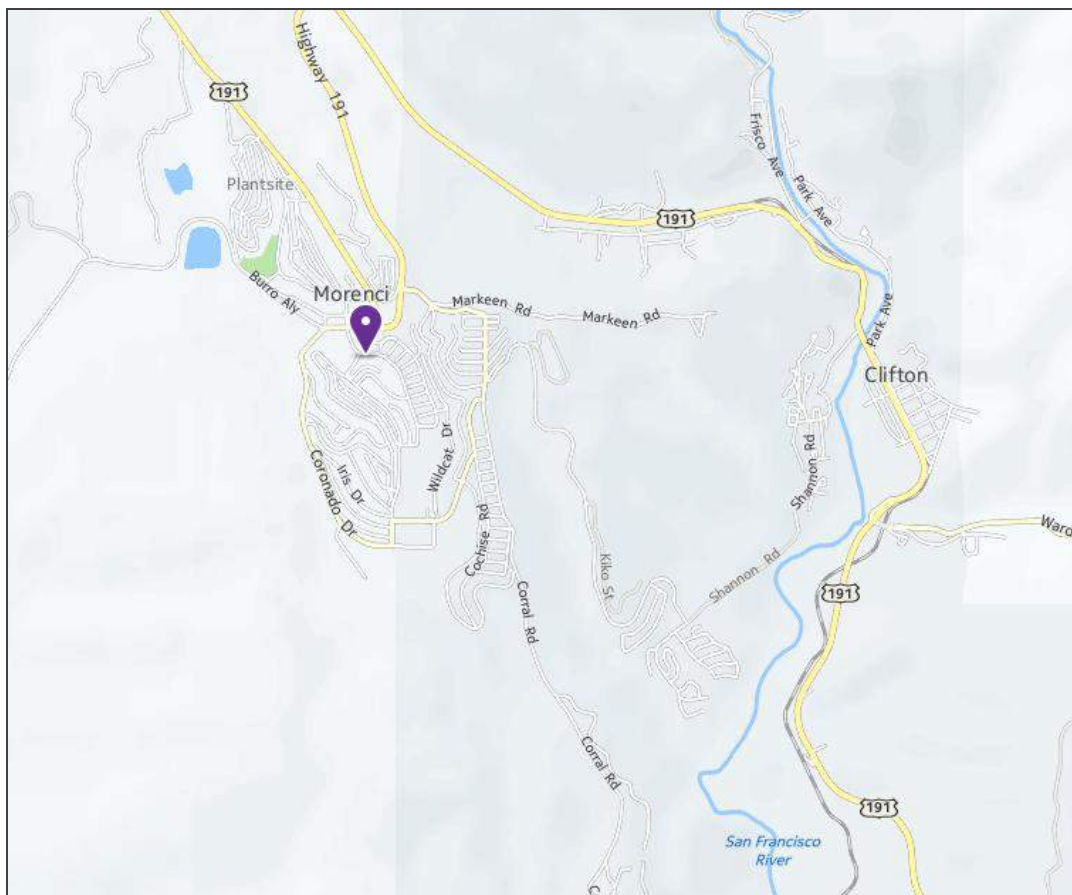 Highway 191
191
Frisco Ave
Plantsite
Park Ave
191
Burro Aly
Morenci
Markeen Rd
Markeen Rd
Park Ave
Clifton
Coronado Dr
Iris Dr
Wildcat Dr
Shannon Rd
Cochise Rd
Kiko St
Shannon Rd
Ward
Corral Rd
191
Corral Rd
191
San Francisco
River
C